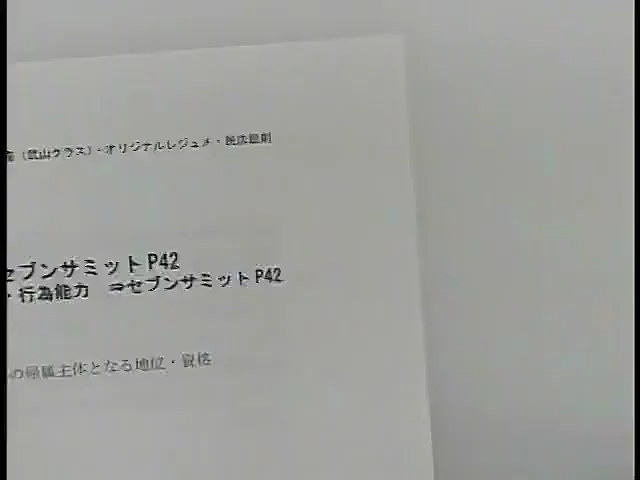 (武山クラス)・オリジナルレジュメ・民法総則
セブンサミットP42
・行為能力 ⇒セブンサミットP42
の帰属主体となる地位・資格